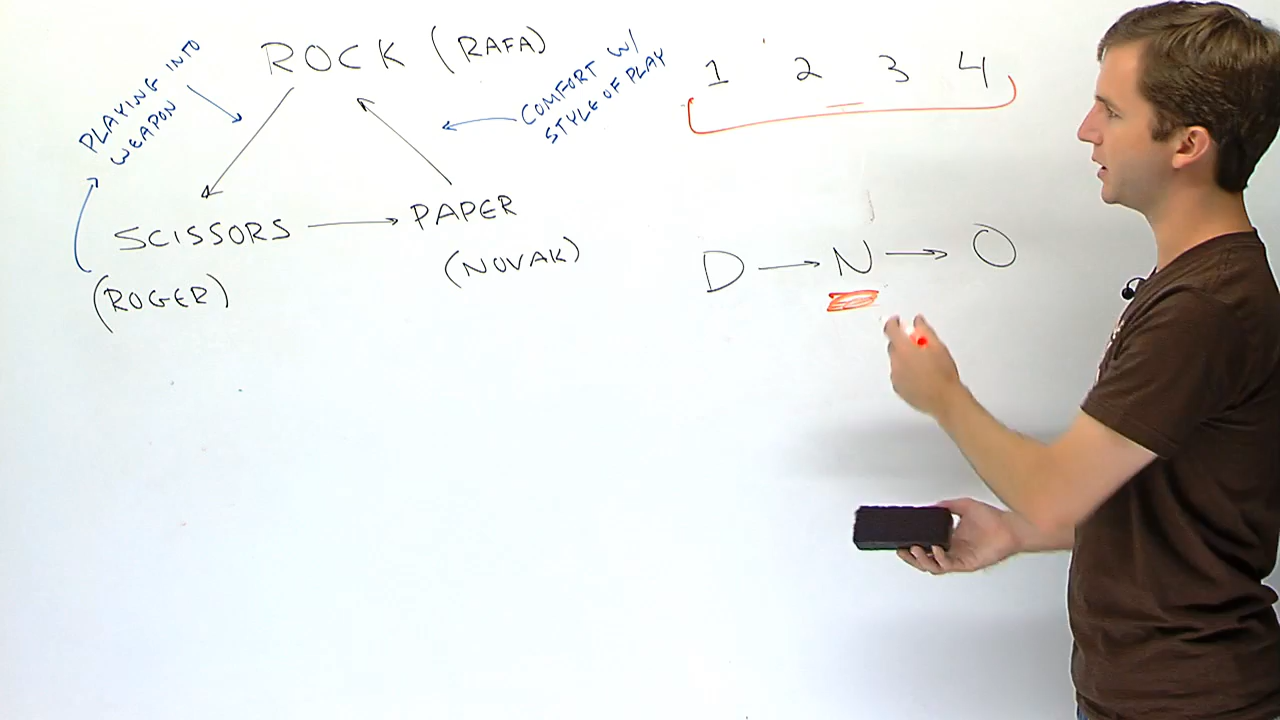 PLAYING INTO
WEAPON
ROCK (RAFA)
COMFORT W/
STYLE OF PLAY
SCISSORS
PAPER
(ROGER)
(NOVAK)
1 2 3 4
D N O